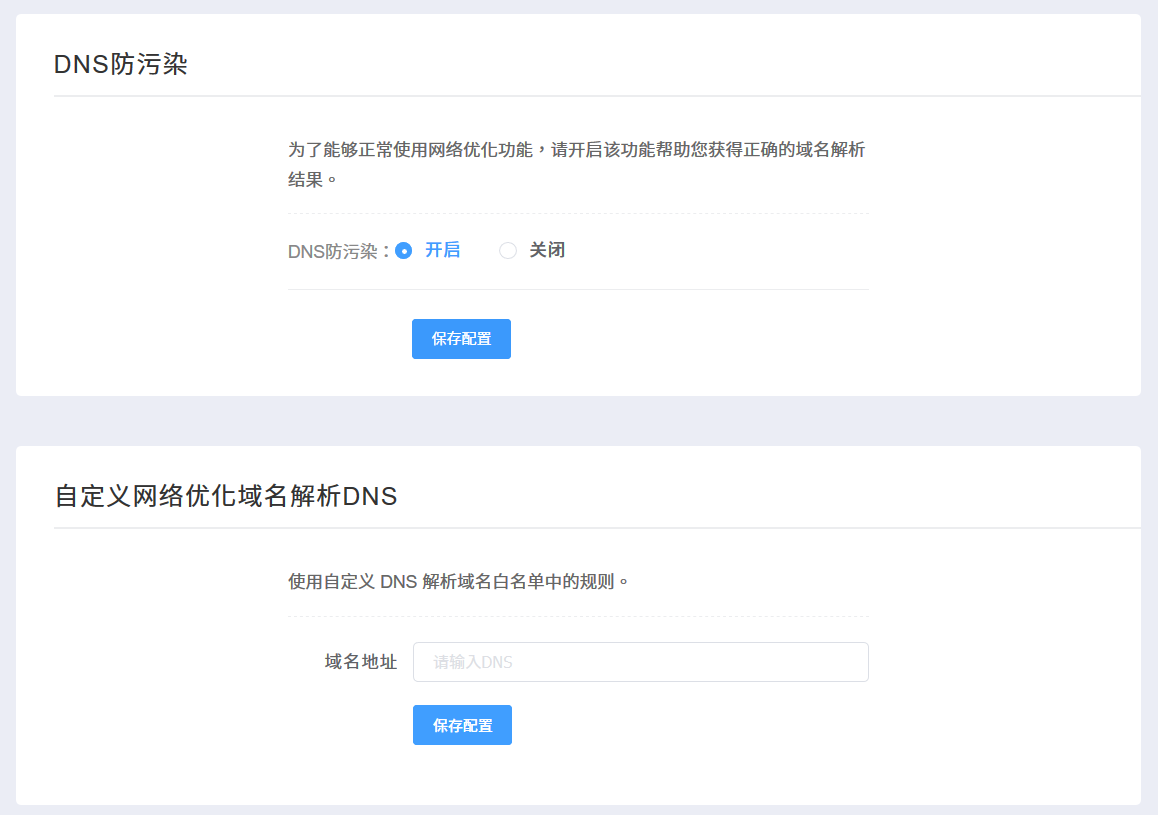 DNS防污染
为了能够正常使用网络优化功能，请开启该功能帮助您获得正确的域名解析
结果。
DNS防污染： 开启 关闭
保存配置
自定义网络优化域名解析DNS
使用自定义 DNS 解析域名白名单中的规则。
域名地址 请输入DNS
保存配置